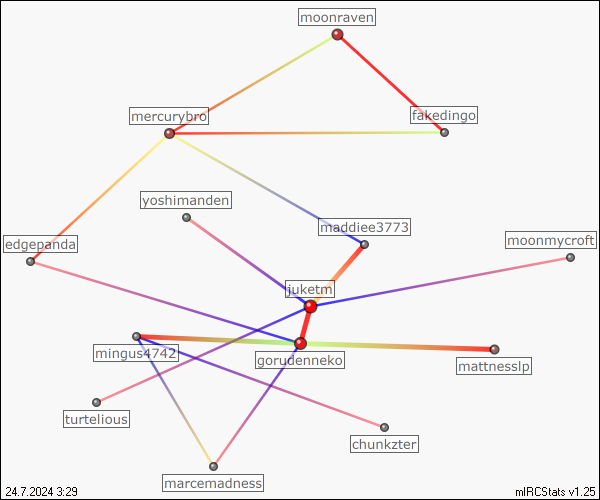 moonraven
mercurybro
fakedingo
yoshimanden
maddiee3773
edgepanda
moonmycroft
juketm
mingus4742
gorudenneko
mattnesslp
turtelious
chunkzter
marcemadness
24.7.2024 3:29
mIRCStats v1.25